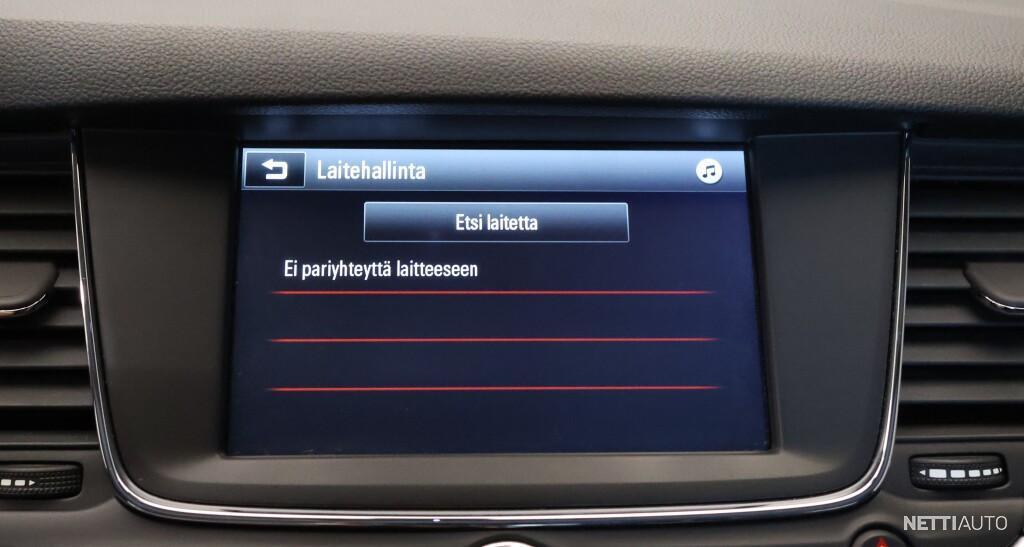 Laitehallinta
Etsi laitetta
Ei pariyhteyttä laitteeseen
NETTIAUTO